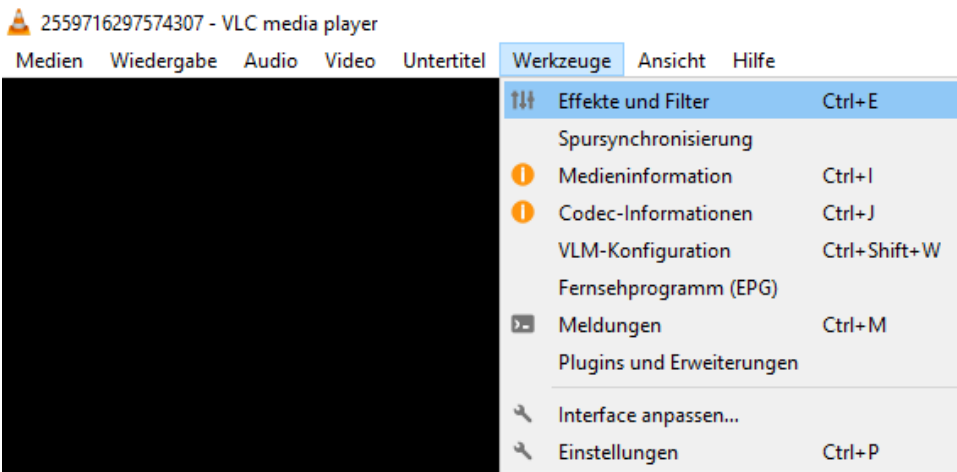 2559716297574307 - VLC media player
Medien Wiedergabe Audio Video Untertitel Werkzeuge Ansicht Hilfe
Effekte und Filter Ctrl+E
Spursynchronisierung
Medieninformation Ctrl+I
Codec-Informationen Ctrl+J
VLM-Konfiguration Ctrl+Shift+W
Fernsehprogramm (EPG)
Meldungen Ctrl+M
Plugins und Erweiterungen
Interface anpassen...
Einstellungen Ctrl+P